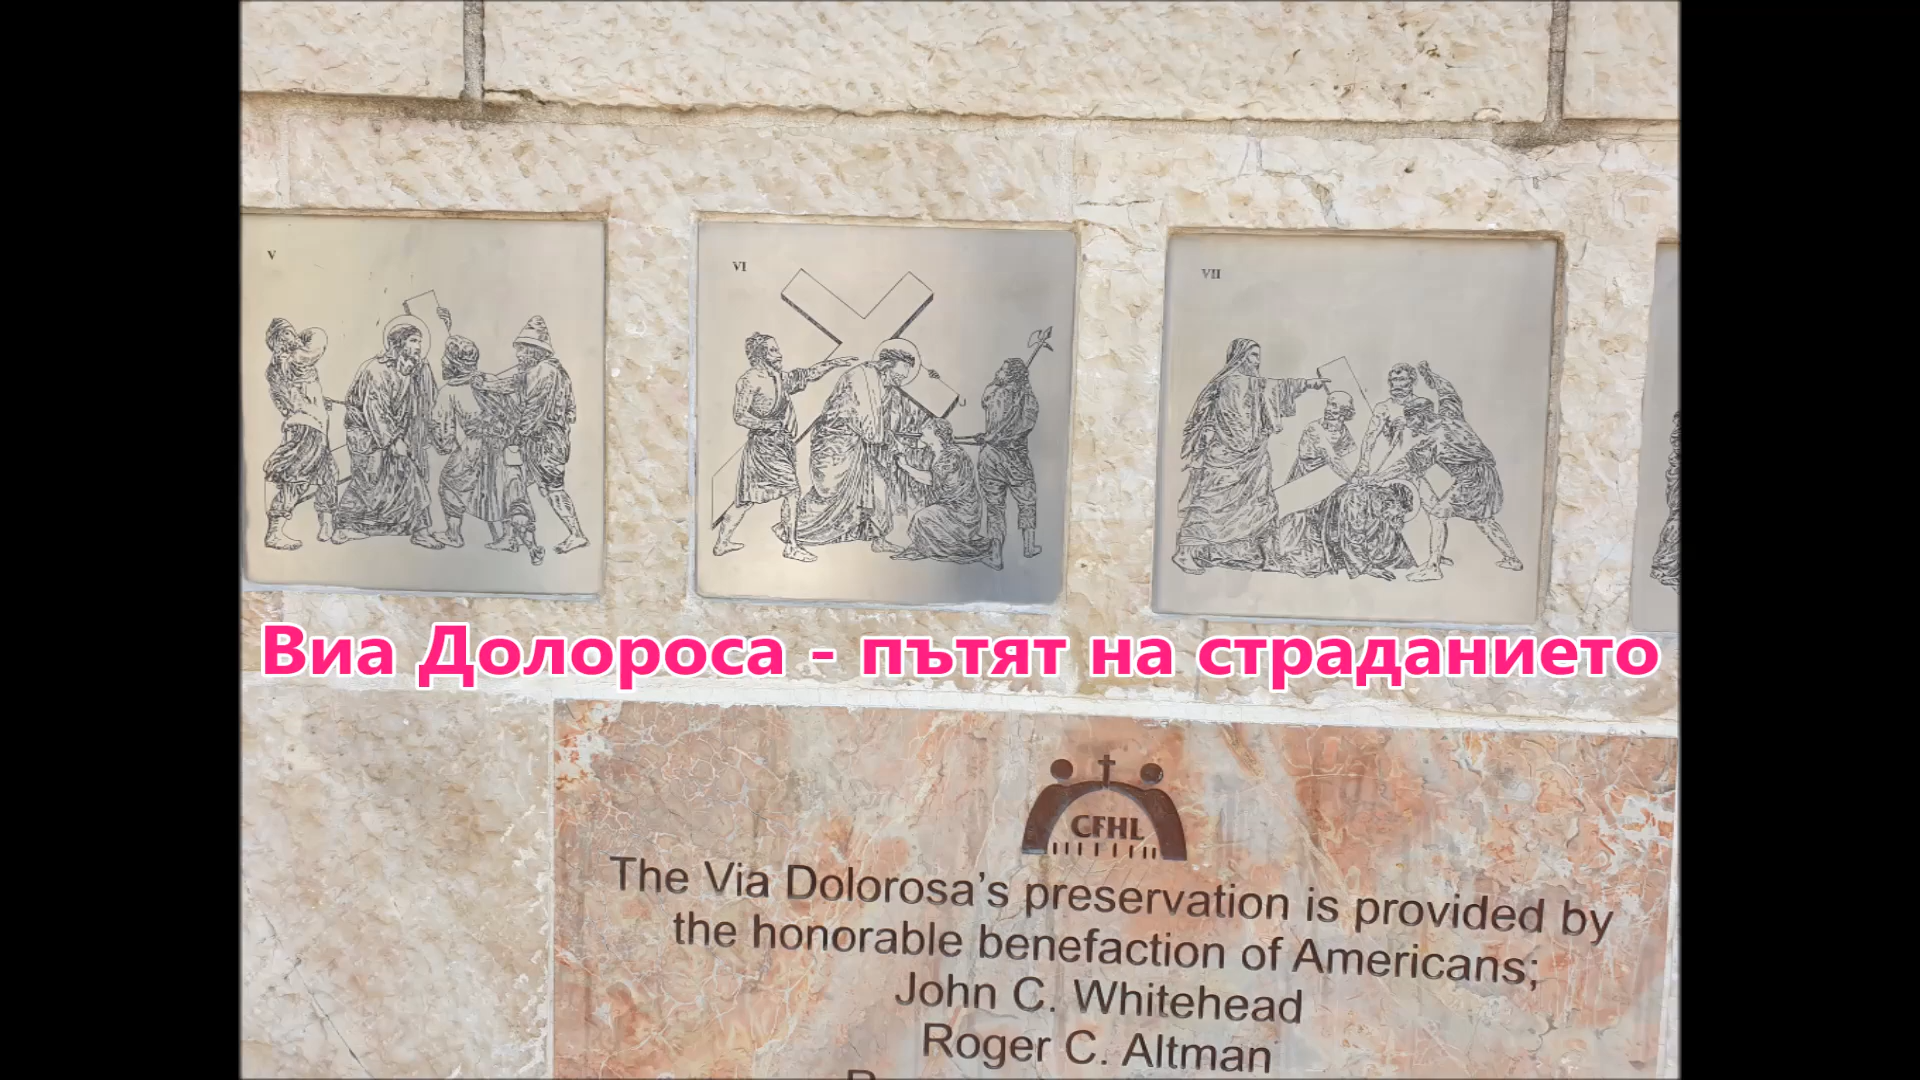 V
VI
VII
Виа Долороса - пътят на страданието
CFHL
The Via Dolorosa's preservation is provided by
the honorable benefaction of Americans;
John C. Whitehead
Roger C. Altman